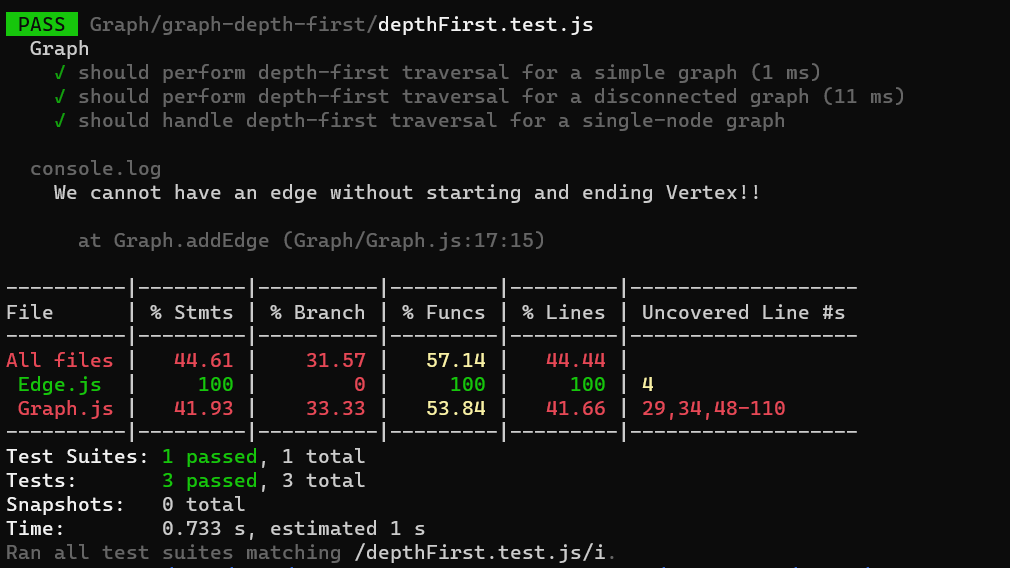 PASS Graph/graph-depth-first/depthFirst.test.js
Graph
√ should perform depth-first traversal for a simple graph (1 ms)
√ should perform depth-first traversal for a disconnected graph (11 ms)
√ should handle depth-first traversal for a single-node graph
console.log
We cannot have an edge without starting and ending Vertex!!
at Graph.addEdge (Graph/Graph.js:17:15)
----------|---------|----------|---------|---------|-------------------
File | % Stmts | % Branch | % Funcs | % Lines | Uncovered Line #s
----------|---------|----------|---------|---------|-------------------
All files | 44.61 | 31.57 | 57.14 | 44.44 |
Edge.js | 100 | 0 | 100 | 100 | 4
Graph.js | 41.93 | 33.33 | 53.84 | 41.66 | 29,34,48-110
----------|---------|----------|---------|---------|-------------------
Test Suites: 1 passed, 1 total
Tests: 3 passed, 3 total
Snapshots: 0 total
Time: 0.733 s, estimated 1 s
Ran all test suites matching /depthFirst.test.js/i.